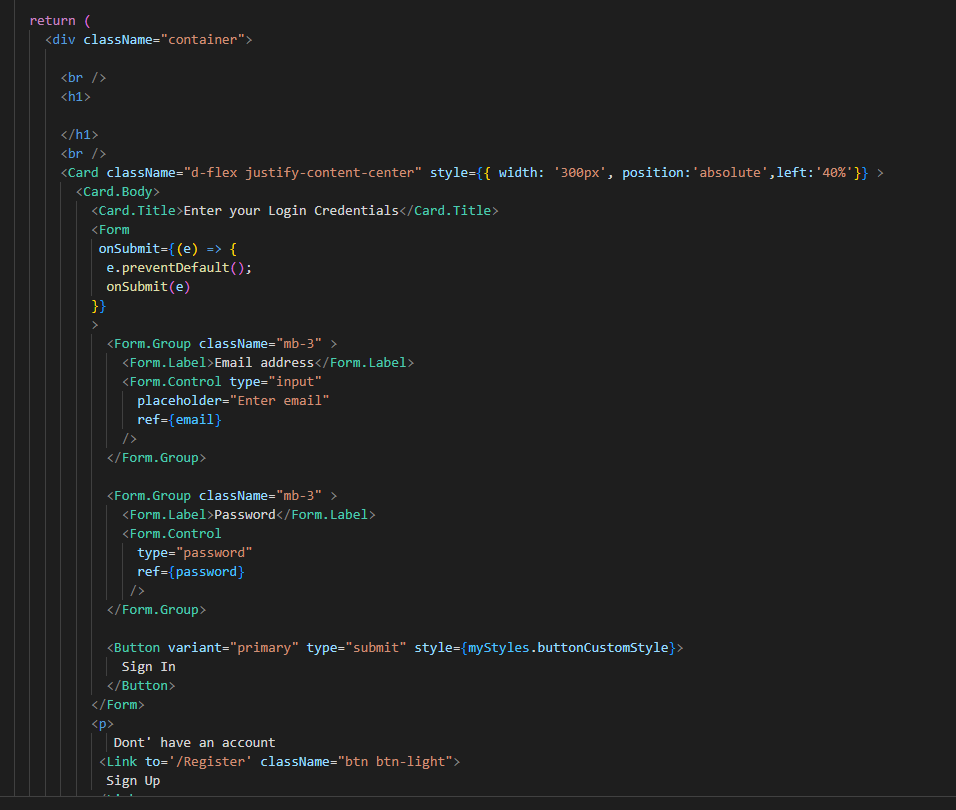 return (
<div className="container">
<br />
<h1>
</h1>
<br />
<Card className="d-flex justify-content-center" style={{ width: '300px', position:'absolute',left:'40%'}} >
<Card.Body>
<Card.Title>Enter your Login Credentials</Card.Title>
<Form
onSubmit={(e) => {
e.preventDefault();
onSubmit(e)
}}
>
<Form.Group className="mb-3" >
<Form.Label>Email address</Form.Label>
<Form.Control type="input"
placeholder="Enter email"
ref={email}
/>
</Form.Group>
<Form.Group className="mb-3" >
<Form.Label>Password</Form.Label>
<Form.Control
type="password"
ref={password}
/>
</Form.Group>
<Button variant="primary" type="submit" style={myStyles.buttonCustomStyle}>
Sign In
</Button>
</Form>
<p>
Dont' have an account
<Link to='/Register' className="btn btn-light">
Sign Up